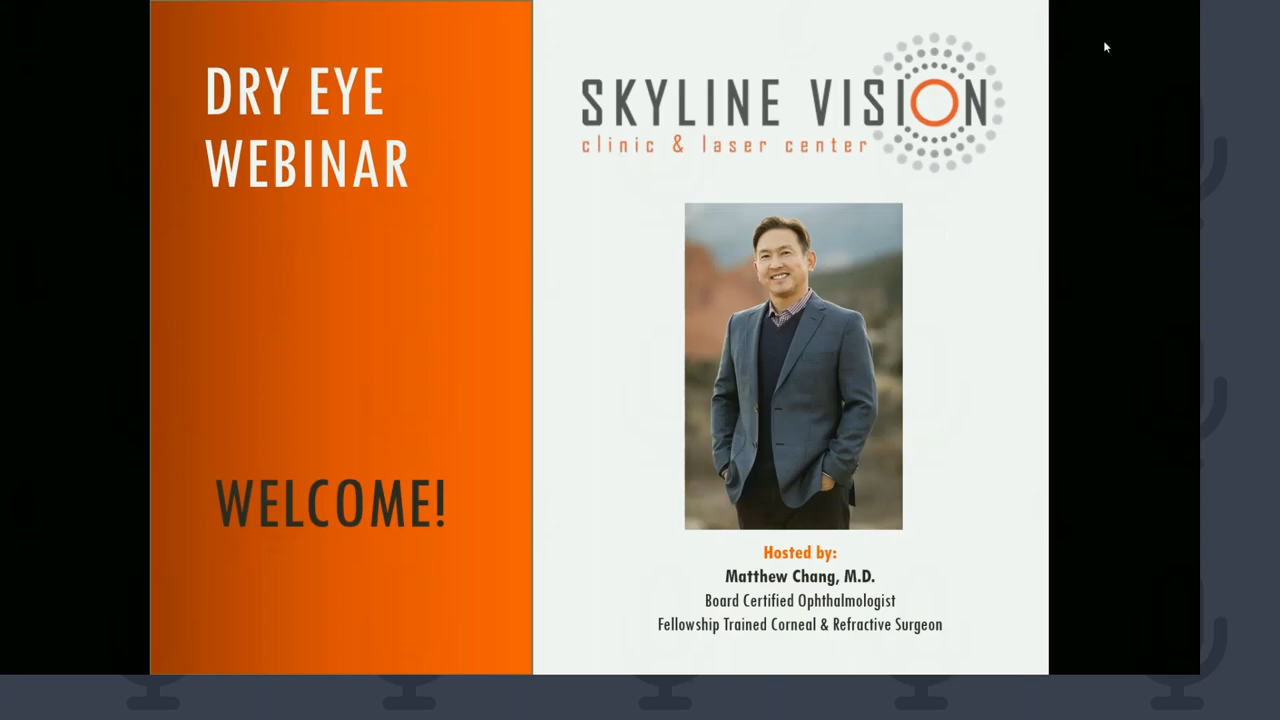 DRY EYE
WEBINAR
WELCOME!
SKYLINE VISION
clinic & laser center
Hosted by:
Matthew Chang, M.D.
Board Certified Ophthalmologist
Fellowship Trained Corneal & Refractive Surgeon